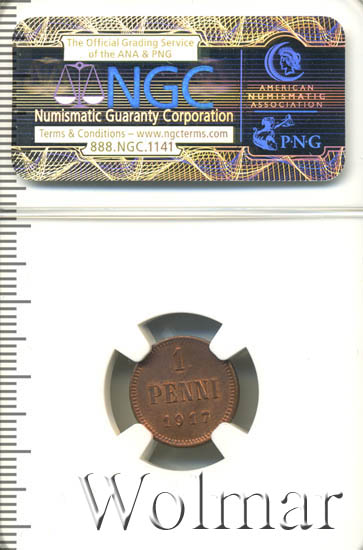 The Official Grading Service
of the ANA & PNG
NGC
Numismatic Guaranty Corporation
Terms & Conditions – www.ngcterms.com
888.NGC.1141
AMERICAN
NUMISMATIC
ASSOCIATION
P·N·G
1
PENNI
1917
Wolmar